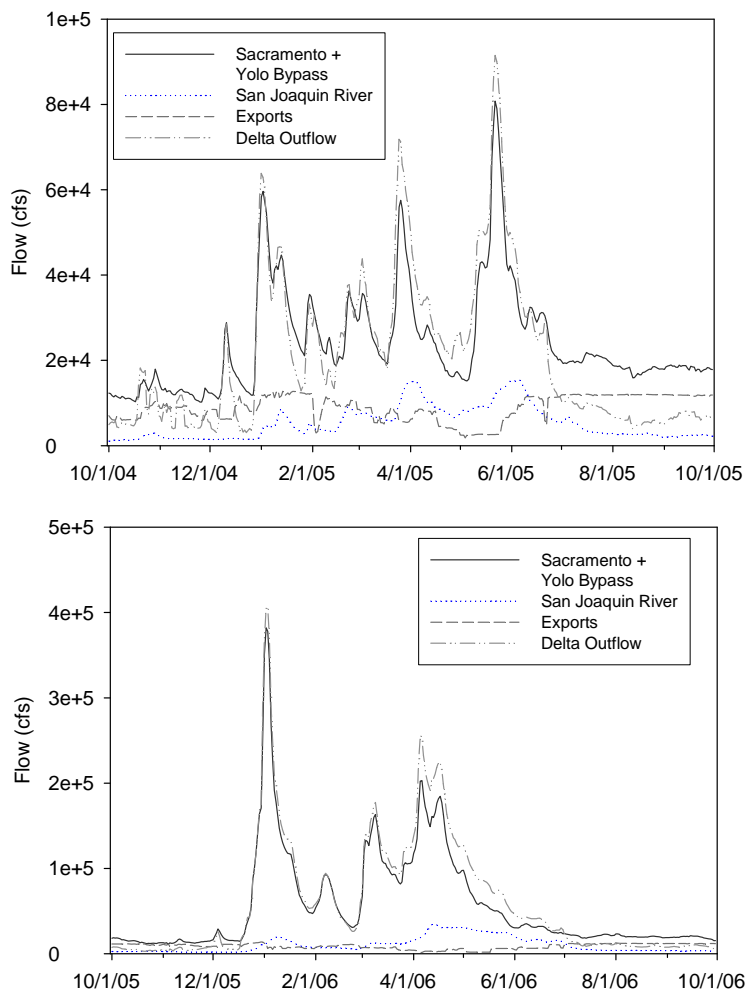 1e+5
8e+4
6e+4
4e+4
2e+4
0
Flow (cfs)
Sacramento +
Yolo Bypass
San Joaquin River
Exports
Delta Outflow
10/1/04 12/1/04 2/1/05 4/1/05 6/1/05 8/1/05 10/1/05
5e+5
4e+5
3e+5
2e+5
1e+5
0
Flow (cfs)
Sacramento +
Yolo Bypass
San Joaquin River
Exports
Delta Outflow
10/1/05 12/1/05 2/1/06 4/1/06 6/1/06 8/1/06 10/1/06